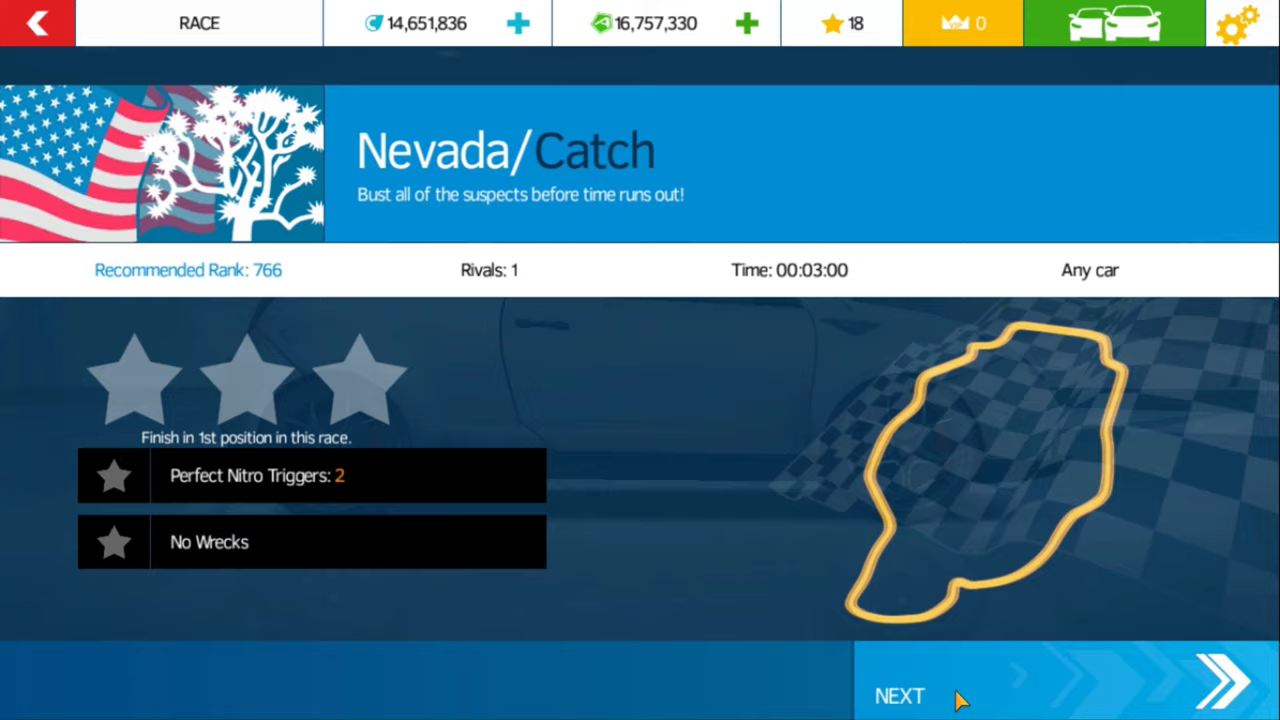 RACE
14,651,836
16,757,330
18
0
Nevada/Catch
Bust all of the suspects before time runs out!
Recommended Rank: 766
Rivals: 1
Time: 00:03:00
Any car
Finish in 1st position in this race.
Perfect Nitro Triggers: 2
No Wrecks
NEXT